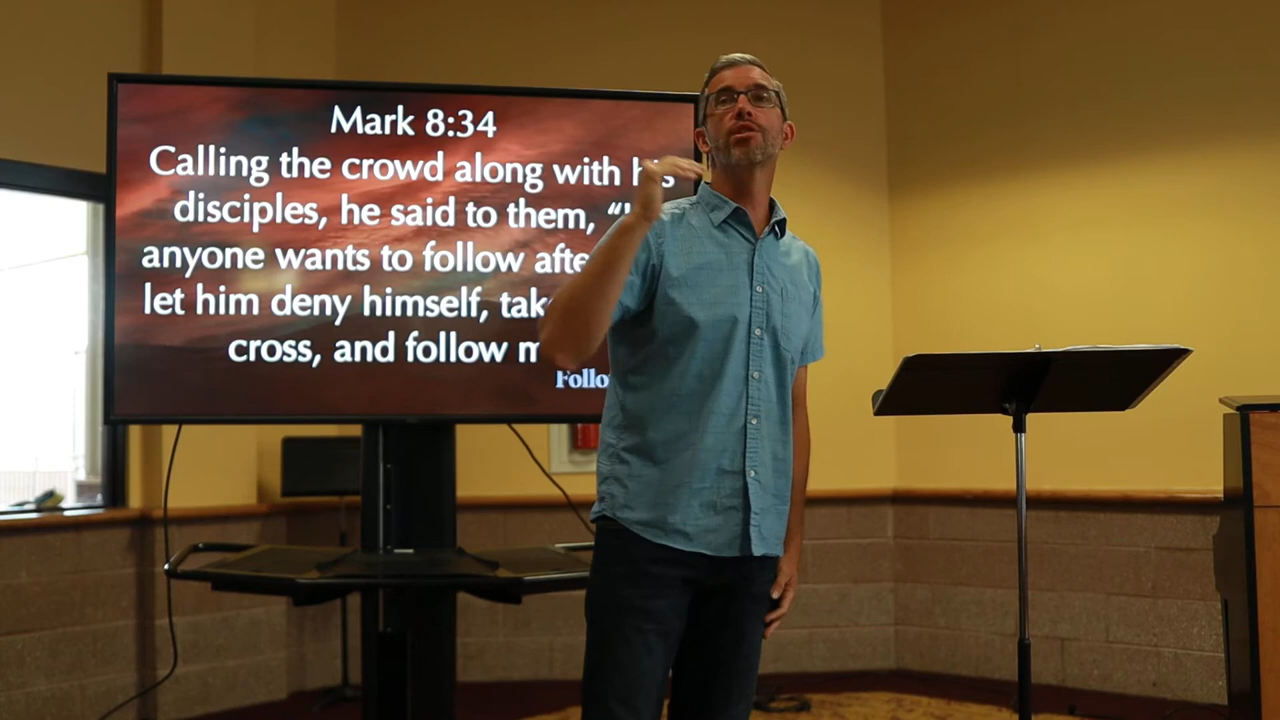 Mark 8:34
Calling the crowd along with his
disciples, he said to them, “
anyone wants to follow afte
let him deny himself, tak
cross, and follow m
Follo